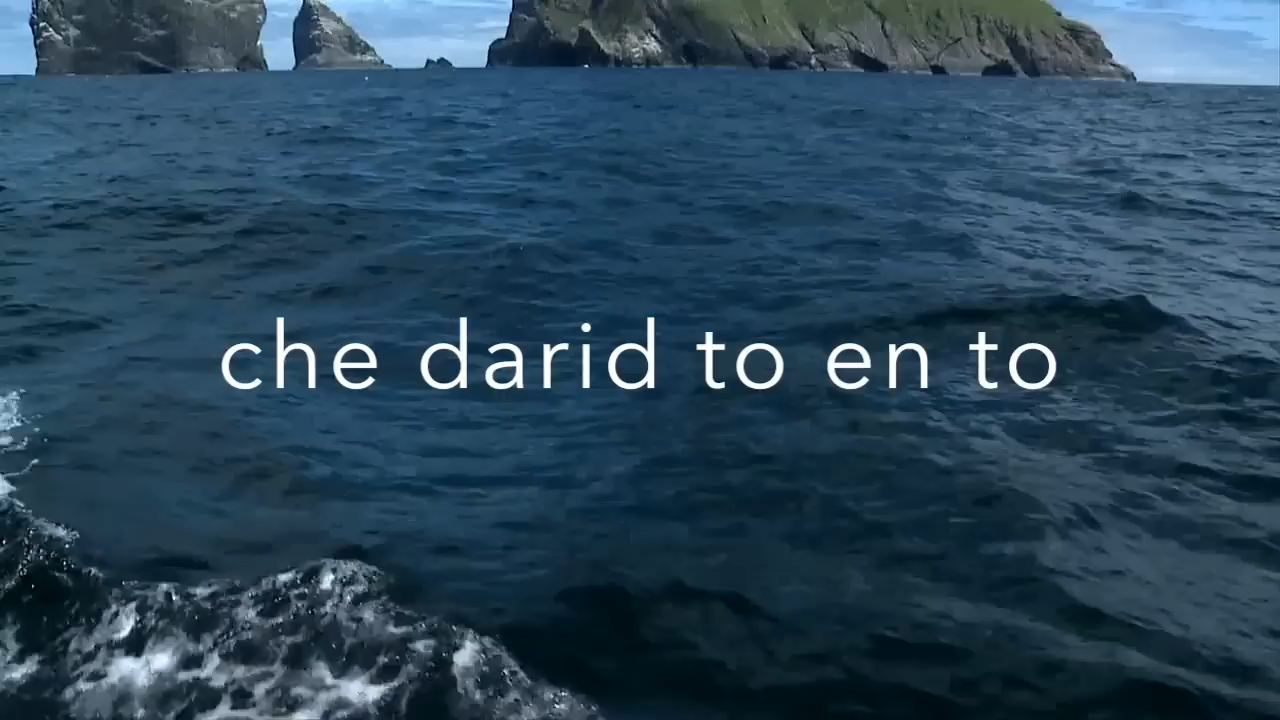 che darid to en to